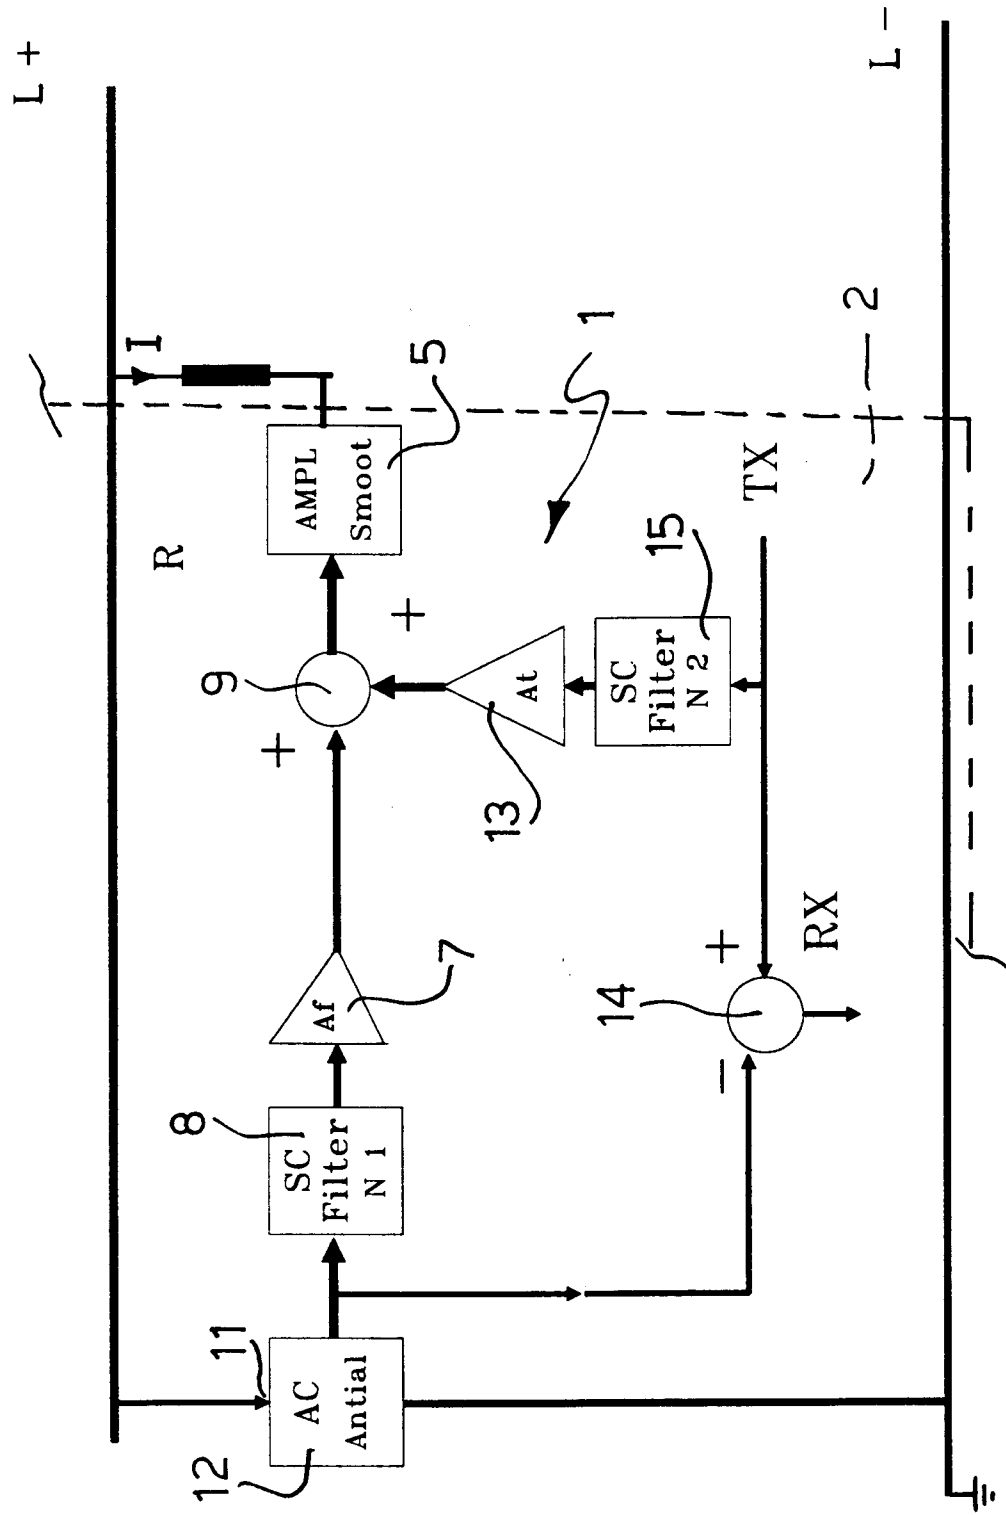 L +
L -
I
R
2
1
5
AMPL
Smoot
TX
9
+
+
15
SC
Filter
N 2
At
13
7
Af
+
RX
14
-
8
SC
Filter
N 1
11
12
AC
Antial